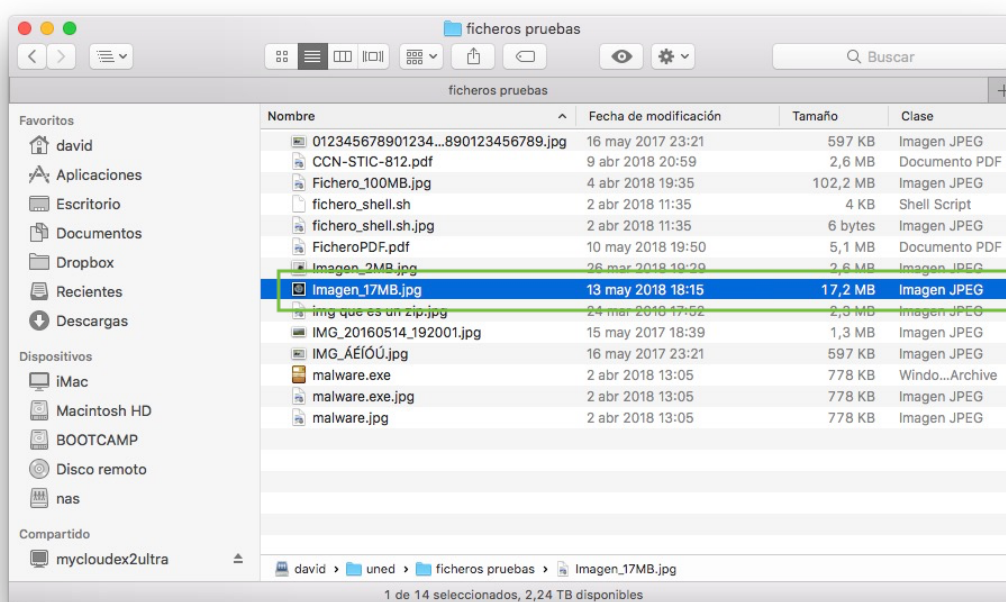 ficheros pruebas
Buscar
ficheros pruebas
Favoritos
david
Aplicaciones
Escritorio
Documentos
Dropbox
Recientes
Descargas
Dispositivos
iMac
Macintosh HD
BOOTCAMP
Disco remoto
nas
Compartido
mycloudex2ultra
Nombre Fecha de modificación Tamaño Clase
012345678901234...890123456789.jpg 16 may 2017 23:21 597 KB Imagen JPEG
CCN-STIC-812.pdf 9 abr 2018 20:59 2,6 MB Documento PDF
Fichero_100MB.jpg 4 abr 2018 19:35 102,2 MB Imagen JPEG
fichero_shell.sh 2 abr 2018 11:35 4 KB Shell Script
fichero_shell.sh.jpg 2 abr 2018 11:35 6 bytes Imagen JPEG
FicheroPDF.pdf 10 may 2018 19:50 5,1 MB Documento PDF
Imagen_2MB.jpg 26 mar 2018 19:29 2,6 MB Imagen JPEG
Imagen_17MB.jpg 13 may 2018 18:15 17,2 MB Imagen JPEG
img que es un zip.jpg 24 mar 2018 17:52 2,3 MB Imagen JPEG
IMG_20160514_192001.jpg 15 may 2017 18:39 1,3 MB Imagen JPEG
IMG_ÁÉÍÓÚ.jpg 16 may 2017 23:21 597 KB Imagen JPEG
malware.exe 2 abr 2018 13:05 778 KB Windo...Archive
malware.exe.jpg 2 abr 2018 13:05 778 KB Imagen JPEG
malware.jpg 2 abr 2018 13:05 778 KB Imagen JPEG
david › uned › ficheros pruebas › Imagen_17MB.jpg
1 de 14 seleccionados, 2,24 TB disponibles